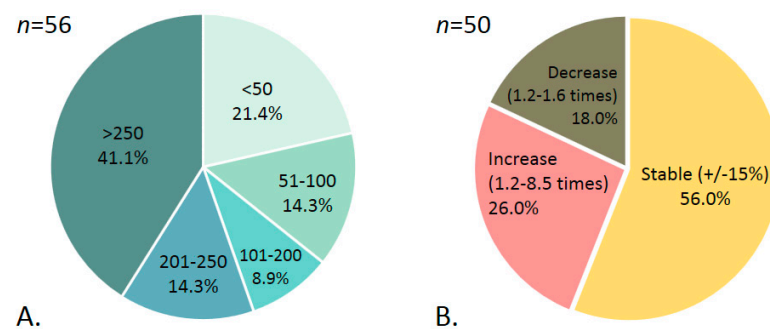 n=56
<50
21.4%
51-100
14.3%
101-200
8.9%
201-250
14.3%
>250
41.1%
A.
n=50
Stable (+/-15%)
56.0%
Increase
(1.2-8.5 times)
26.0%
Decrease
(1.2-1.6 times)
18.0%
B.